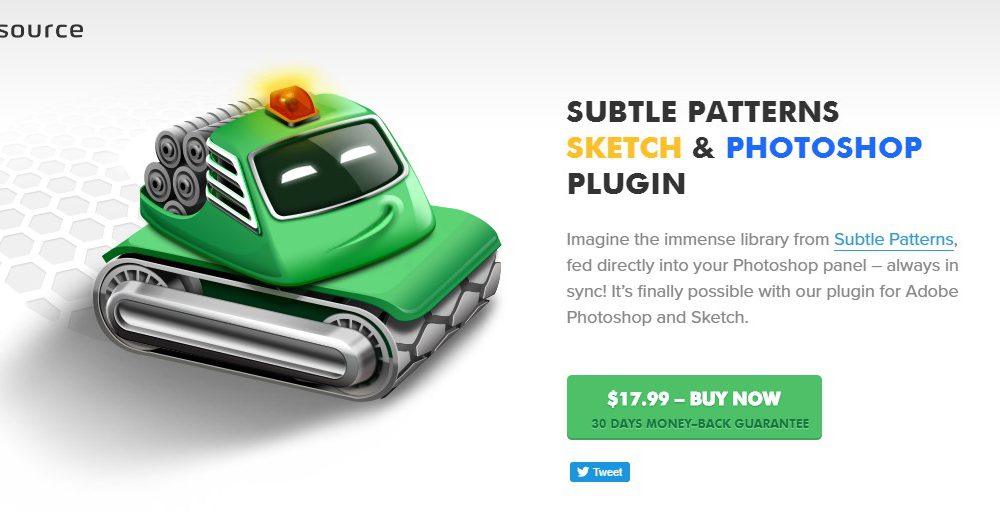 source
SUBTLE PATTERNS
SKETCH & PHOTOSHOP
PLUGIN
Imagine the immense library from Subtle Patterns,
fed directly into your Photoshop panel – always in
sync! It’s finally possible with our plugin for Adobe
Photoshop and Sketch.
$17.99 – BUY NOW
30 DAYS MONEY–BACK GUARANTEE
Tweet